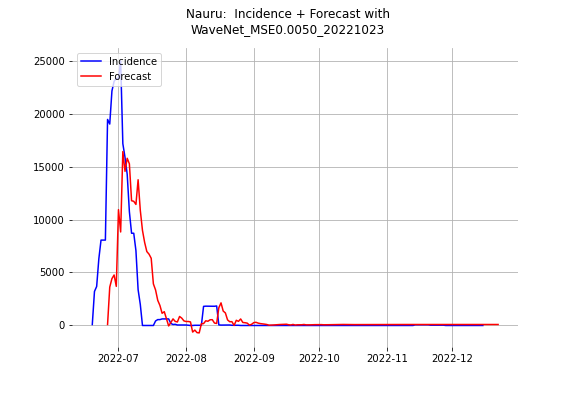 Nauru:  Incidence + Forecast with
WaveNet_MSE0.0050_20221023
Incidence
Forecast
25000
20000
15000
10000
5000
0
2022-07 2022-08 2022-09 2022-10 2022-11 2022-12